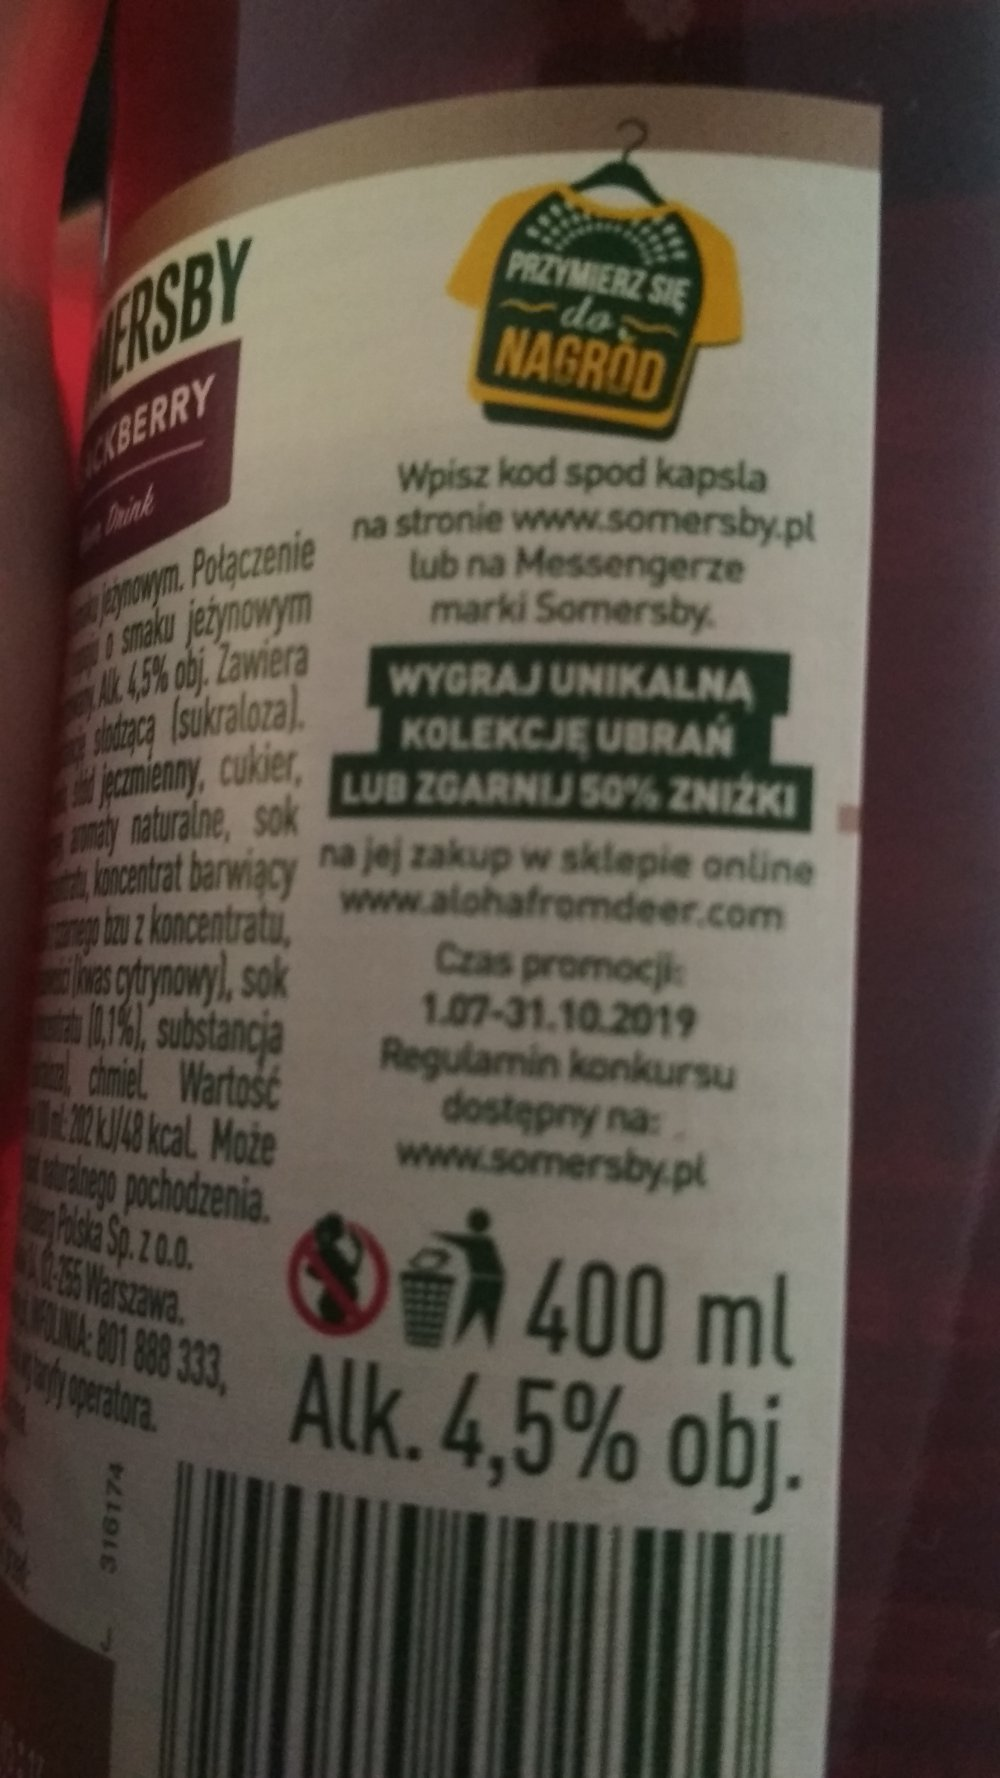 MERSBY
CKBERRY
Drink
jeżynowym. Połączenie
o smaku jeżynowym
Alk. 4,5% obj. Zawiera
słodzącą (sukraloza).
słód jęczmienny, cukier,
aromaty naturalne, sok
koncentrat barwiący
czarnego bzu z koncentratu,
(kwas cytrynowy), sok
(0,1%), substancja
chmiel. Wartość
ml: 202 kJ/48 kcal. Może
naturalnego pochodzenia.
Polska Sp. z o.o.
02-255 Warszawa.
INFOLINIA: 801 888 333,
taryfy operatora.
316174
PRZYMIERZ SIĘ
do
NAGRÓD
Wpisz kod spod kapsla
na stronie www.somersby.pl
lub na Messengerze
marki Somersby.
WYGRAJ UNIKALNĄ
KOLEKCJĘ UBRAŃ
LUB ZGARNIJ 50% ZNIŻKI
na jej zakup w sklepie online
www.alohafromdeer.com
Czas promocji:
1.07-31.10.2019
Regulamin konkursu
dostępny na:
www.somersby.pl
400 ml
Alk. 4,5% obj.